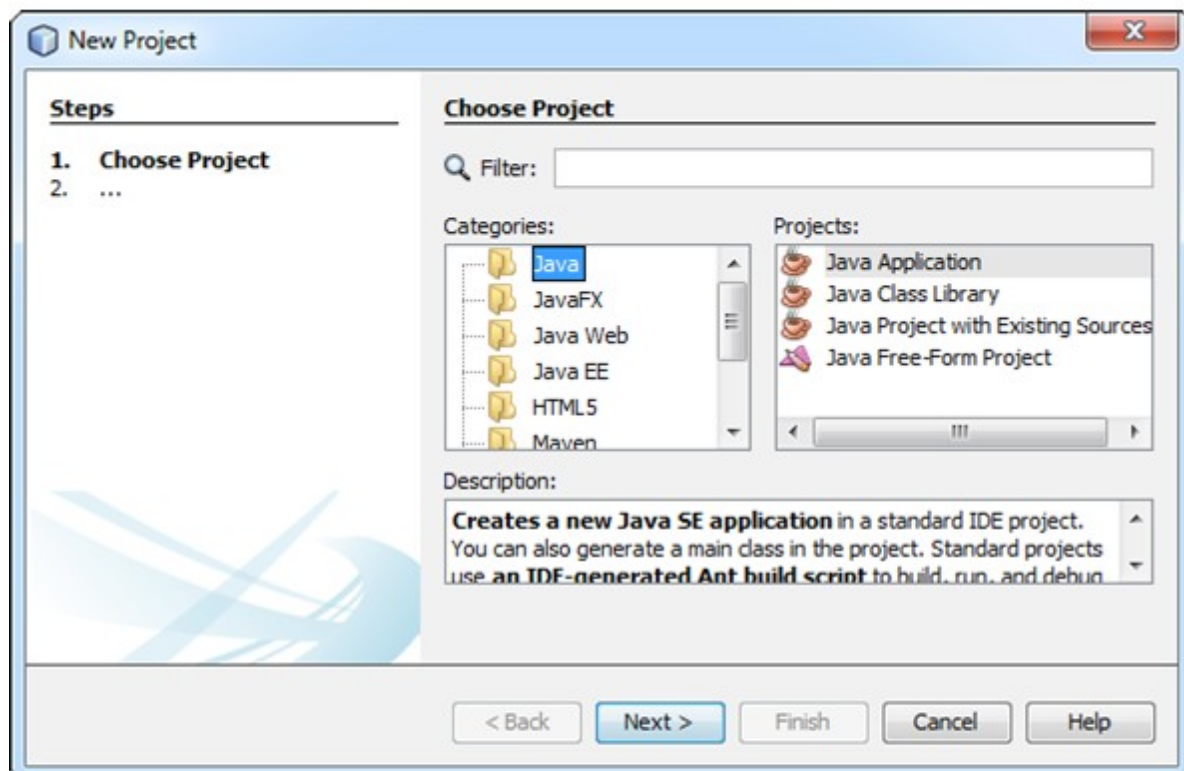 New Project
Steps
1. Choose Project
2. ...
Choose Project
Filter:
Categories:
Java
JavaFX
Java Web
Java EE
HTML5
Maven
Projects:
Java Application
Java Class Library
Java Project with Existing Sources
Java Free-Form Project
Description:
Creates a new Java SE application in a standard IDE project.
You can also generate a main class in the project. Standard projects
use an IDE-generated Ant build script to build, run, and debug
< Back
Next >
Finish
Cancel
Help